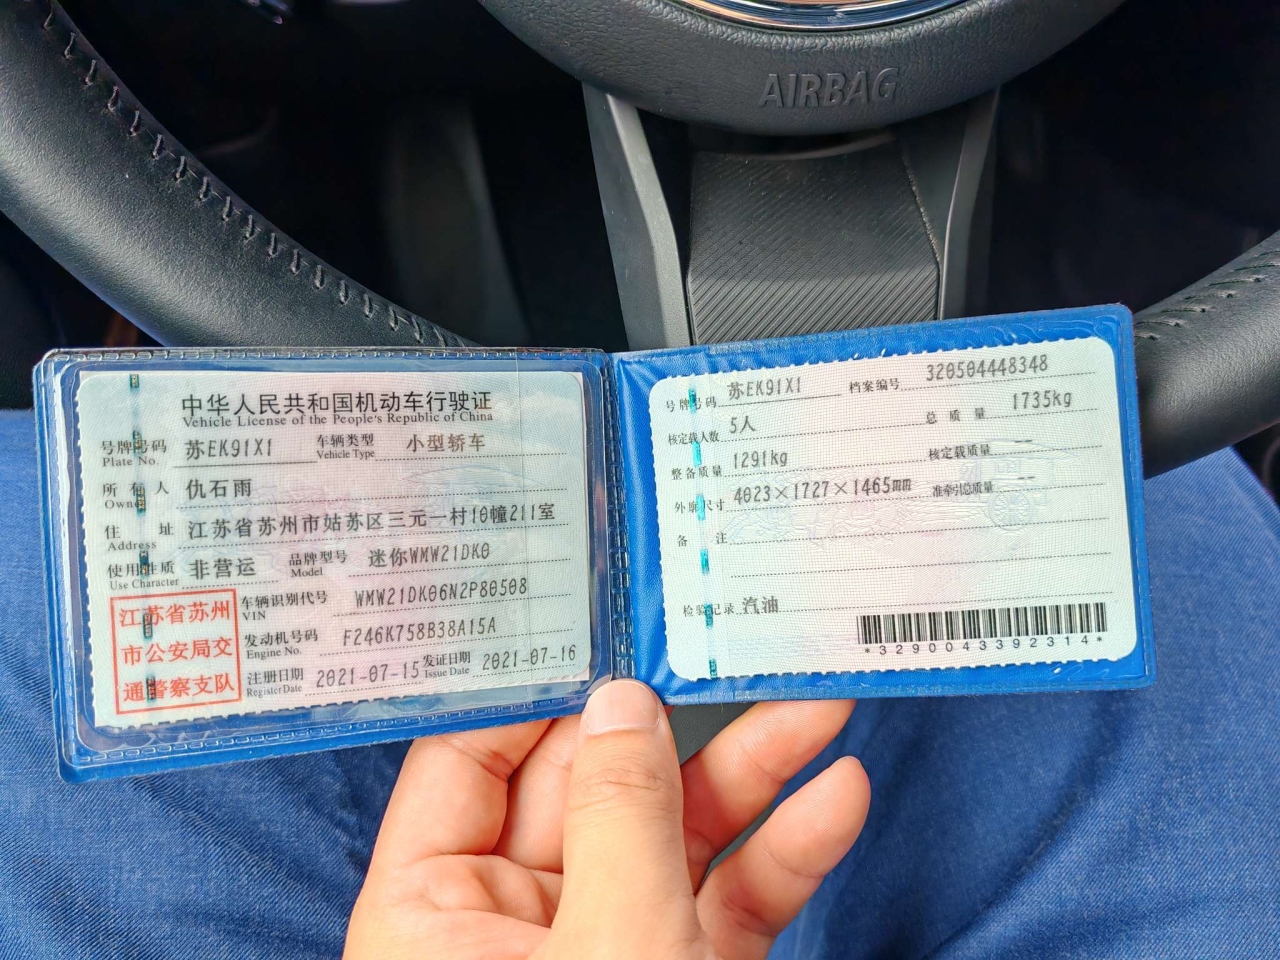 AIRBAG
中华人民共和国机动车行驶证
Vehicle License of the People's Republic of China
号牌号码 苏EK91X1 车辆类型 小型轿车
Plate No. Vehicle Type
所有人 仇石雨
Owner
住址 江苏省苏州市姑苏区三元一村10幢211室
Address
使用性质 非营运 品牌型号 迷你WMW21DK0
Use Character Model
江苏省苏州
市公安局交
通警察支队
车辆识别代号 WMW21DK06N2P80508
VIN
发动机号码 F246K758B38A15A
Engine No.
注册日期 2021-07-15 发证日期 2021-07-16
Register Date Issue Date
号牌号码 苏EK91X1 档案编号 320504448348
核定载人数 5人 总质量 1735kg
整备质量 1291kg 核定载质量 --
外廓尺寸 4023×1727×1465mm 准牵引总质量 --
备注
检验记录 汽油
*3290043392314*